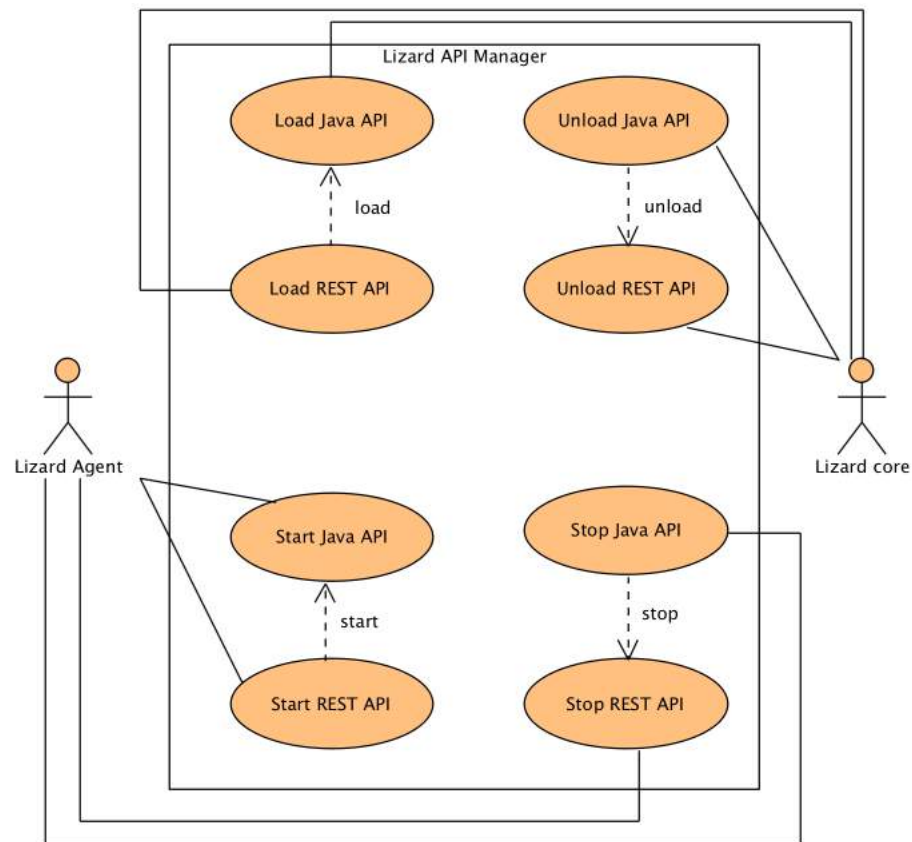 Lizard API Manager
Load Java API
Unload Java API
load
unload
Load REST API
Unload REST API
Lizard Agent
Lizard core
Start Java API
Stop Java API
start
stop
Start REST API
Stop REST API